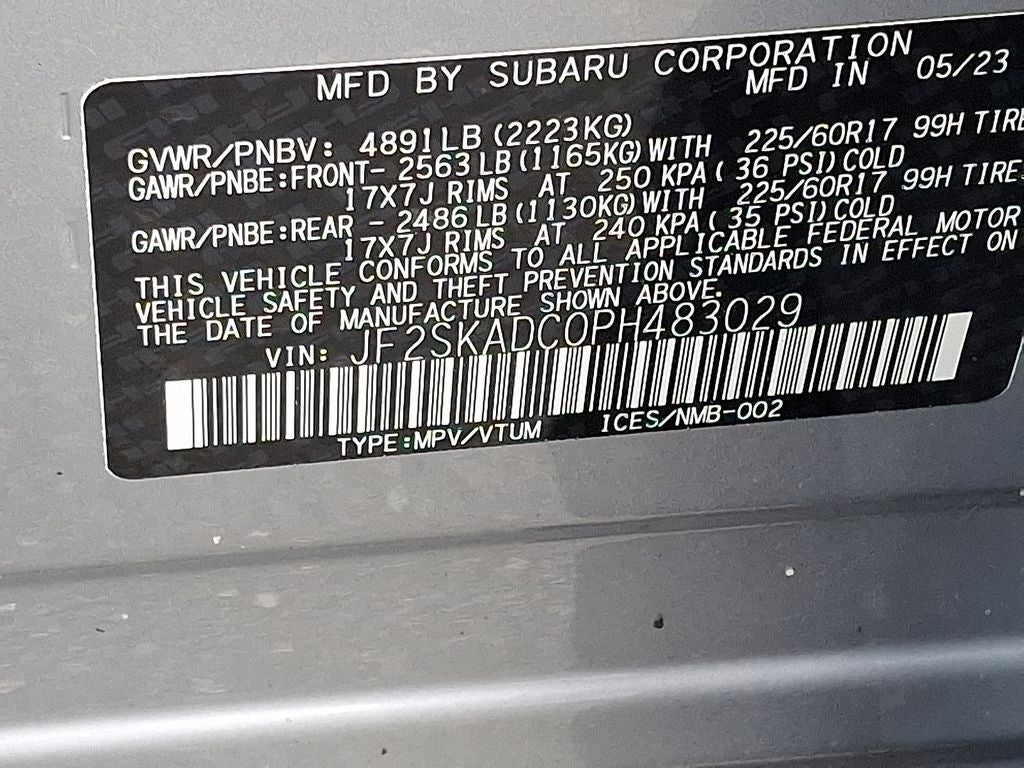 MFD BY SUBARU CORPORATION
MFD IN 05/23
GVWR/PNBV: 4891LB (2223KG)
GAWR/PNBE:FRONT- 2563 LB (1165KG) WITH 225/60R17 99H TIRE
17X7J RIMS AT 250 KPA ( 36 PSI) COLD
GAWR/PNBE:REAR - 2486 LB (1130KG) WITH 225/60R17 99H TIRE
17X7J RIMS AT 240 KPA ( 35 PSI) COLD
THIS VEHICLE CONFORMS TO ALL APPLICABLE FEDERAL MOTOR
VEHICLE SAFETY AND THEFT PREVENTION STANDARDS IN EFFECT ON
THE DATE OF MANUFACTURE SHOWN ABOVE.
VIN: JF2SKADC0PH483029
TYPE:MPV/VTUM ICES/NMB-002